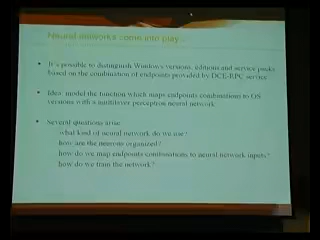 Neural networks come into play...
It's possible to distinguish Windows versions, editions and service packs
based on the combination of endpoints provided by DCE-RPC service
Idea: model the function which maps endpoints combinations to OS
versions with a multilayer perceptron neural network
Several questions arise:
what kind of neural network do we use?
how are the neurons organized?
how do we map endpoints combinations to neural network inputs?
how do we train the network?